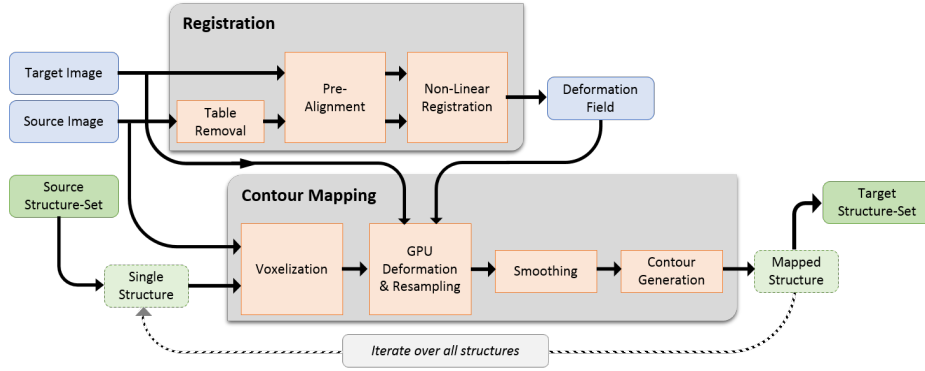 Registration
Target Image
Source Image
Table
Removal
Pre-
Alignment
Non-Linear
Registration
Deformation
Field
Source
Structure-Set
Single
Structure
Contour Mapping
Voxelization
GPU
Deformation
& Resampling
Smoothing
Contour
Generation
Mapped
Structure
Target
Structure-Set
Iterate over all structures